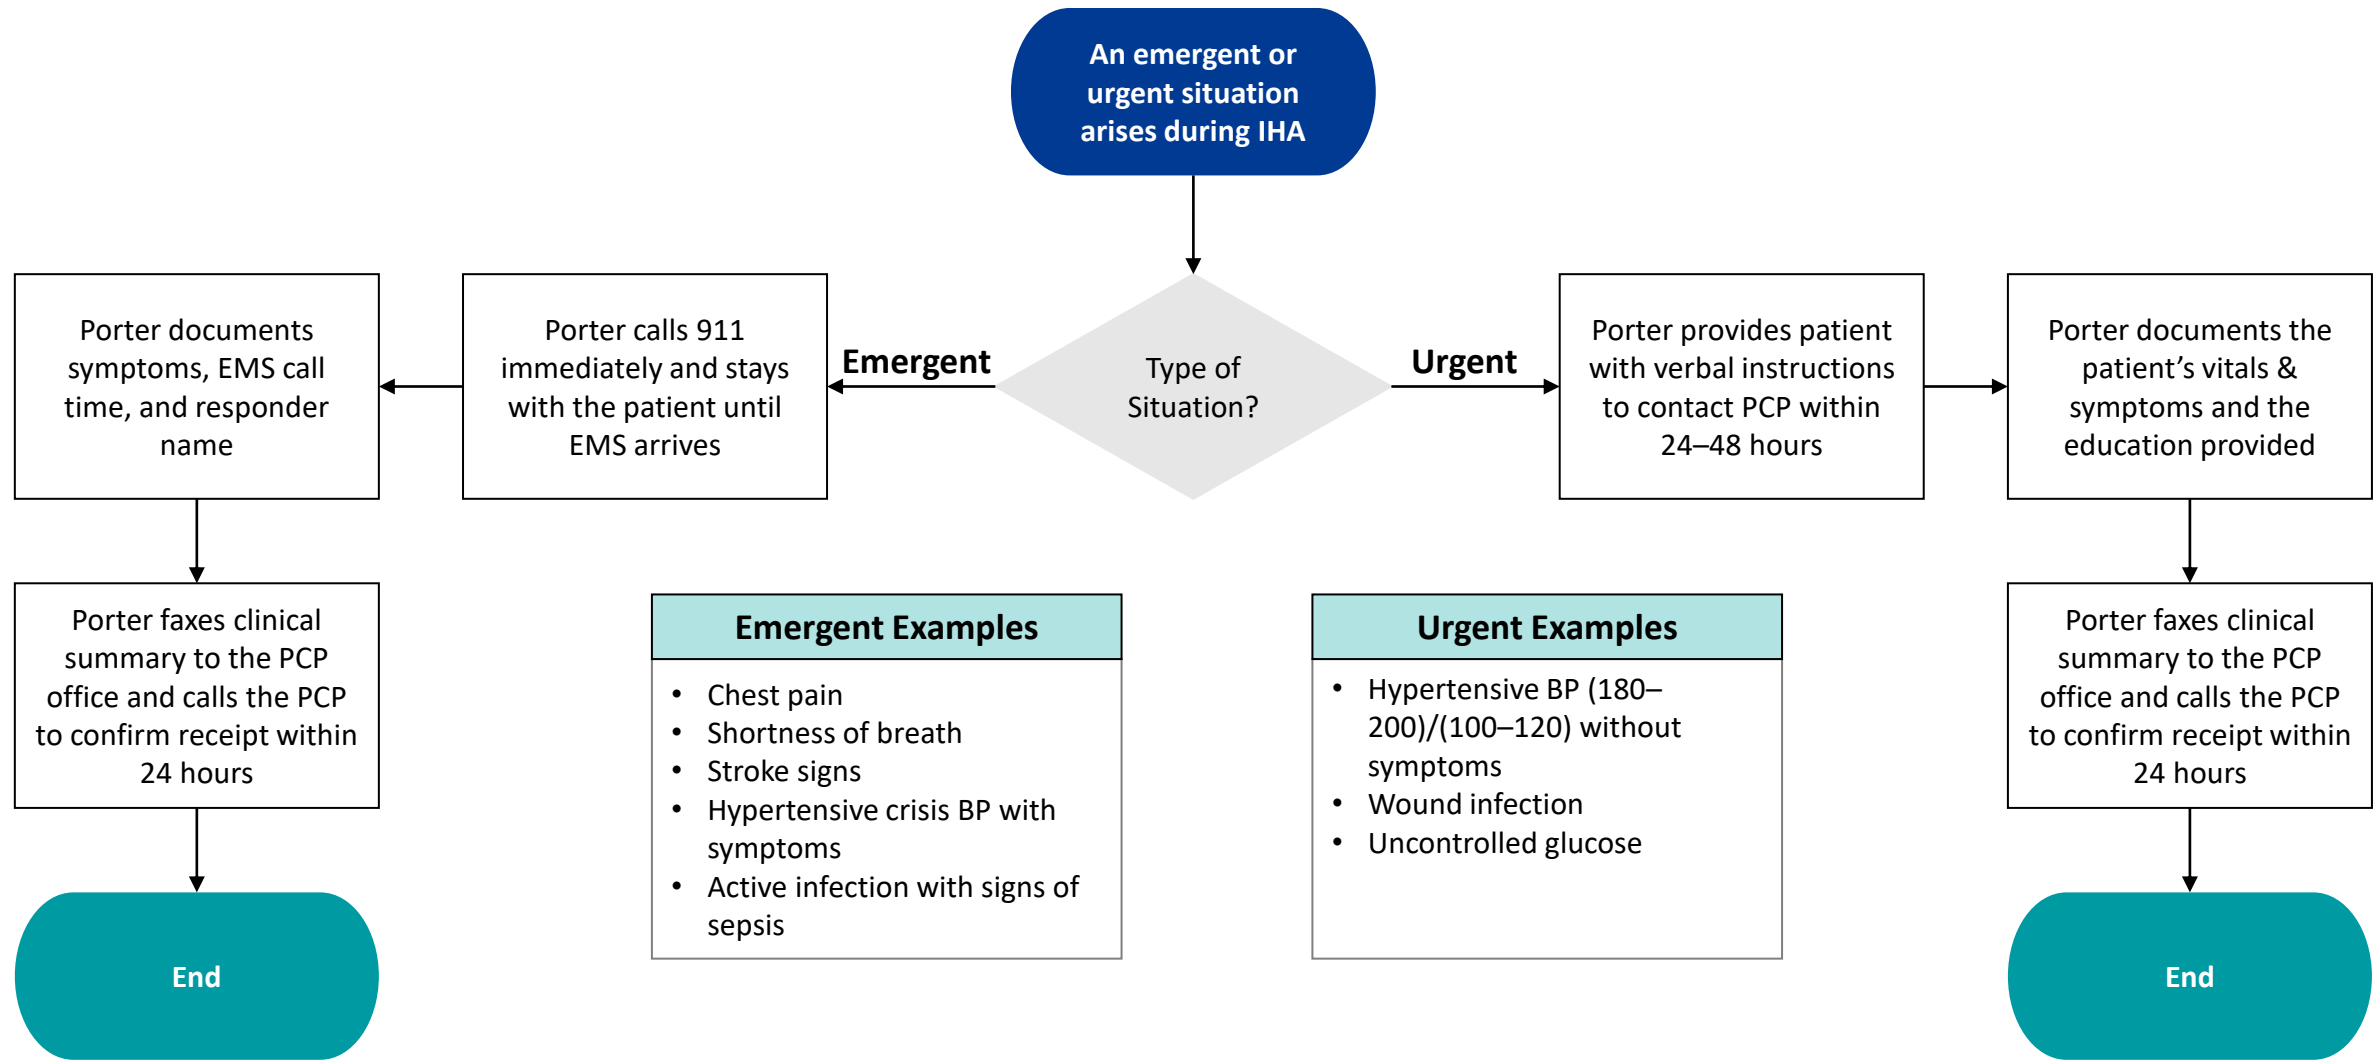 An emergent or
urgent situation
arises during IHA
Porter documents
symptoms, EMS call
time, and responder
name
Porter calls 911
immediately and stays
with the patient until
EMS arrives
Emergent
Type of
Situation?
Urgent
Porter provides patient
with verbal instructions
to contact PCP within
24–48 hours
Porter documents the
patient’s vitals &
symptoms and the
education provided
Porter faxes clinical
summary to the PCP
office and calls the PCP
to confirm receipt within
24 hours
Emergent Examples
• Chest pain
• Shortness of breath
• Stroke signs
• Hypertensive crisis BP with
symptoms
• Active infection with signs of
sepsis
Urgent Examples
• Hypertensive BP (180–
200)/(100–120) without
symptoms
• Wound infection
• Uncontrolled glucose
Porter faxes clinical
summary to the PCP
office and calls the PCP
to confirm receipt within
24 hours
End
End